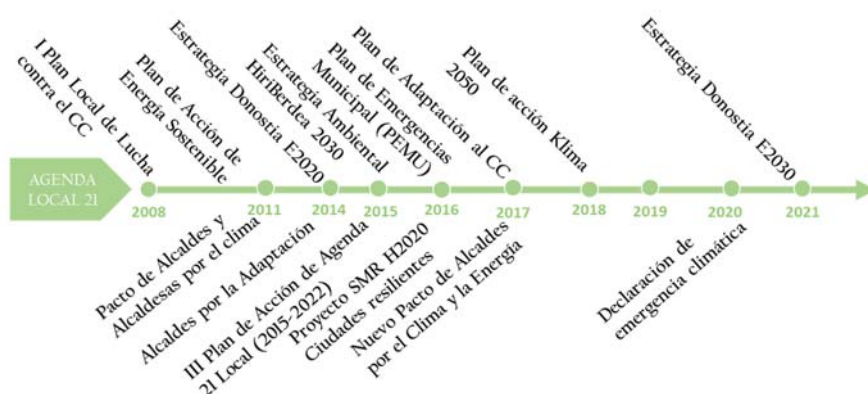 I Plan Local de Lucha
contra el CC
Plan de Acción de
Energía Sostenible
Estrategia Donostia E2020
Estrategia Ambiental
HiriBerdea 2030
Plan de Emergencias
Municipal (PEMU)
Plan de Adaptación al CC
Plan de acción Klima
2050
Estrategia Donostia E2030
AGENDA
LOCAL 21
2008
2011
2014
2015
2016
2017
2018
2019
2020
2021
Pacto de Alcaldes y
Alcaldesas por el clima
Alcaldes por la Adaptación
III Plan de Acción de Agenda
21 Local (2015-2022)
Proyecto SMR H2020
Ciudades resilientes
Nuevo Pacto de Alcaldes
por el Clima y la Energía
Declaración de
emergencia climática